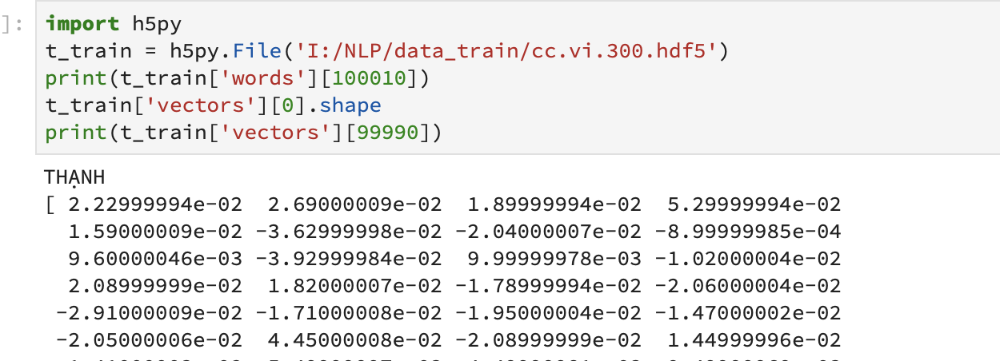 ]:
import h5py
t_train = h5py.File('I:/NLP/data_train/cc.vi.300.hdf5')
print(t_train['words'][100010])
t_train['vectors'][0].shape
print(t_train['vectors'][99990])
THẠNH
[ 2.22999994e-02 2.69000009e-02 1.89999994e-02 5.29999994e-02
1.59000009e-02 -3.62999998e-02 -2.04000007e-02 -8.99999985e-04
9.60000046e-03 -3.92999984e-02 9.99999978e-03 -1.02000004e-02
2.08999999e-02 1.82000007e-02 -1.78999994e-02 -2.06000004e-02
-2.91000009e-02 -1.71000008e-02 -1.95000004e-02 -1.47000002e-02
-2.05000006e-02 4.45000008e-02 -2.08999999e-02 1.44999996e-02